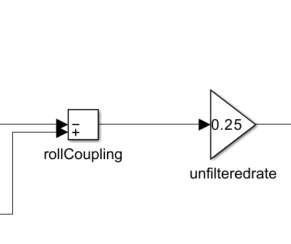 −
+
0.25
rollCoupling
unfilteredrate